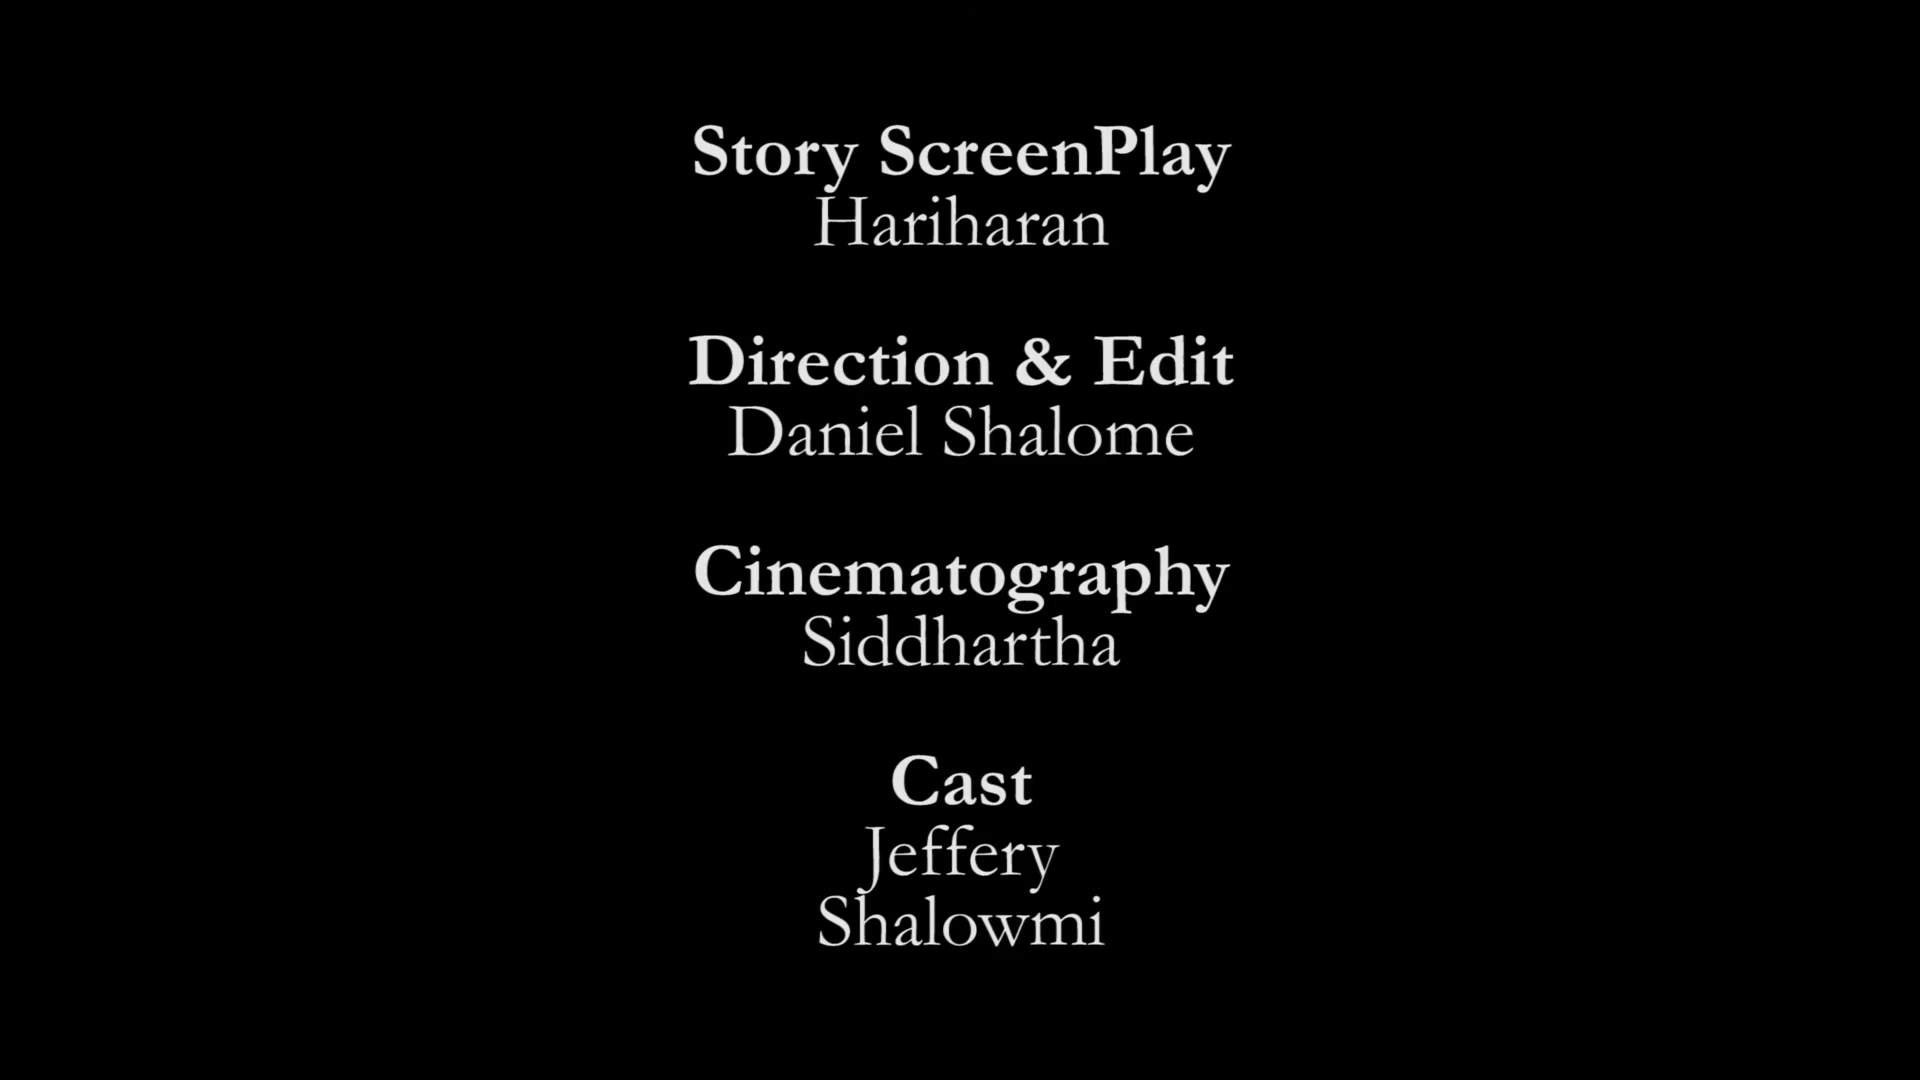 Story ScreenPlay
Hariharan
Direction & Edit
Daniel Shalome
Cinematography
Siddhartha
Cast
Jeffery
Shalowmi